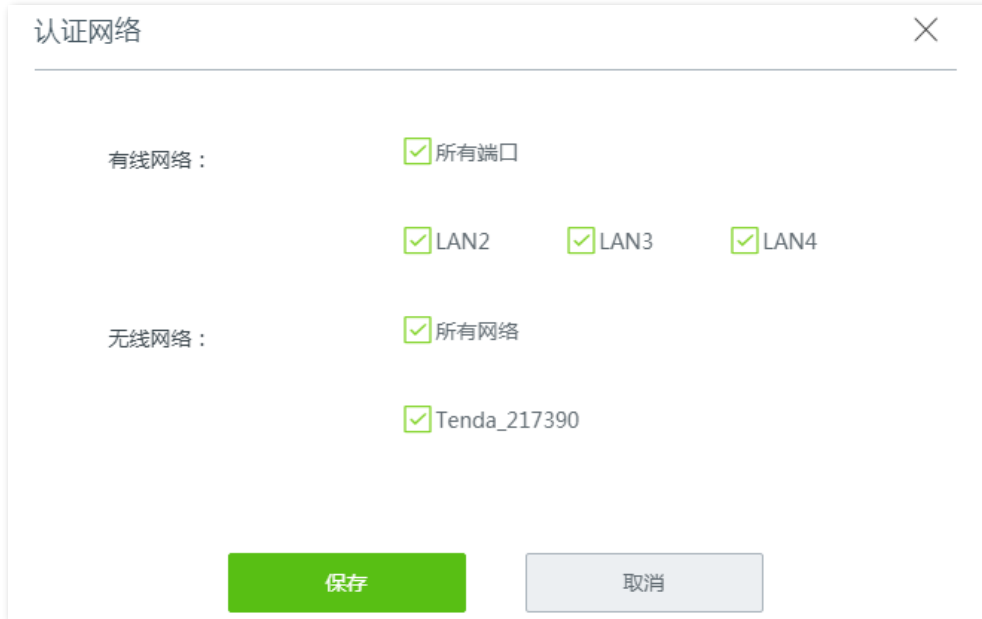 认证网络
有线网络：
所有端口
LAN2 LAN3 LAN4
无线网络：
所有网络
Tenda_217390
保存 取消